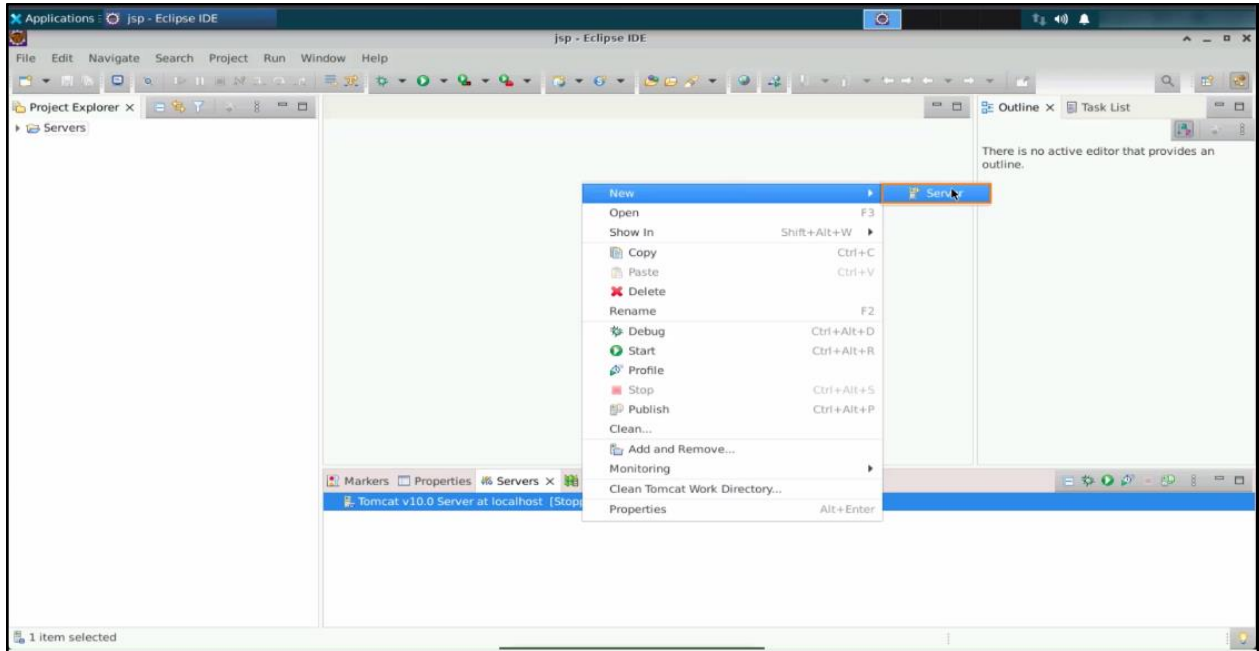 Applications : jsp - Eclipse IDE
jsp - Eclipse IDE
File Edit Navigate Search Project Run Window Help
Project Explorer
Servers
Outline Task List
There is no active editor that provides an
outline.
New
Server
Open F3
Show In Shift+Alt+W
Copy Ctrl+C
Paste Ctrl+V
Delete
Rename F2
Debug Ctrl+Alt+D
Start Ctrl+Alt+R
Profile
Stop Ctrl+Alt+S
Publish Ctrl+Alt+P
Clean...
Add and Remove...
Monitoring
Clean Tomcat Work Directory...
Properties Alt+Enter
Markers Properties Servers
Tomcat v10.0 Server at localhost [Stopp
1 item selected